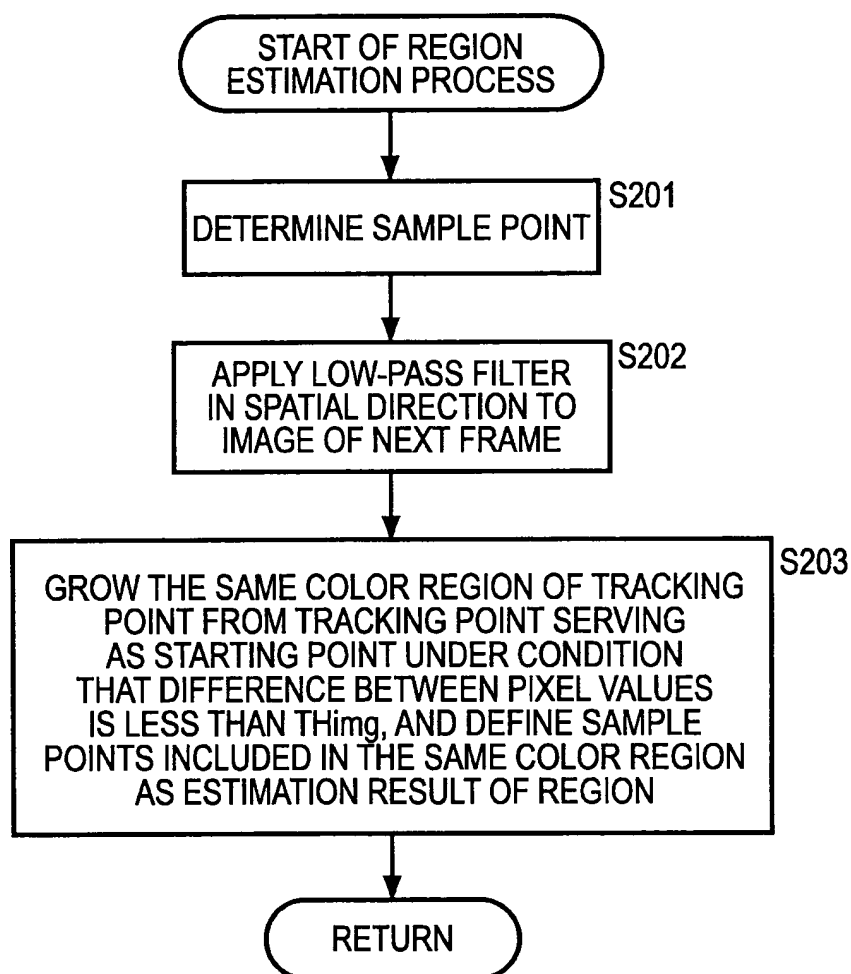 START OF REGION
ESTIMATION PROCESS
S201
DETERMINE SAMPLE POINT
S202
APPLY LOW-PASS FILTER
IN SPATIAL DIRECTION TO
IMAGE OF NEXT FRAME
S203
GROW THE SAME COLOR REGION OF TRACKING
POINT FROM TRACKING POINT SERVING
AS STARTING POINT UNDER CONDITION
THAT DIFFERENCE BETWEEN PIXEL VALUES
IS LESS THAN THimg, AND DEFINE SAMPLE
POINTS INCLUDED IN THE SAME COLOR REGION
AS ESTIMATION RESULT OF REGION
RETURN